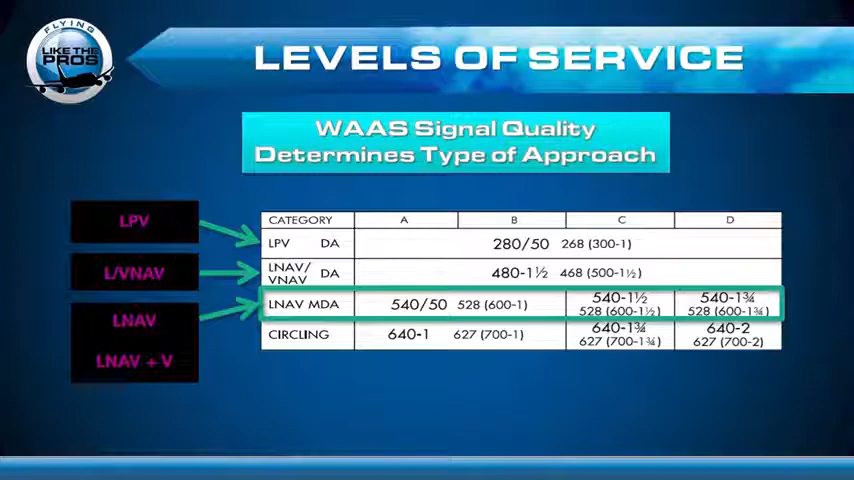 FLYING
LIKE THE
PROS
LEVELS OF SERVICE
WAAS Signal Quality
Determines Type of Approach
LPV
L/VNAV
LNAV
LNAV + V
CATEGORY A B C D
LPV DA 280/50 268 (300-1)
LNAV/
VNAV DA 480-1½ 468 (500-1½)
LNAV MDA 540/50 528 (600-1) 540-1½ 528 (600-1½) 540-1¾ 528 (600-1¾)
CIRCLING 640-1 627 (700-1) 640-1¾ 627 (700-1¾) 640-2 627 (700-2)